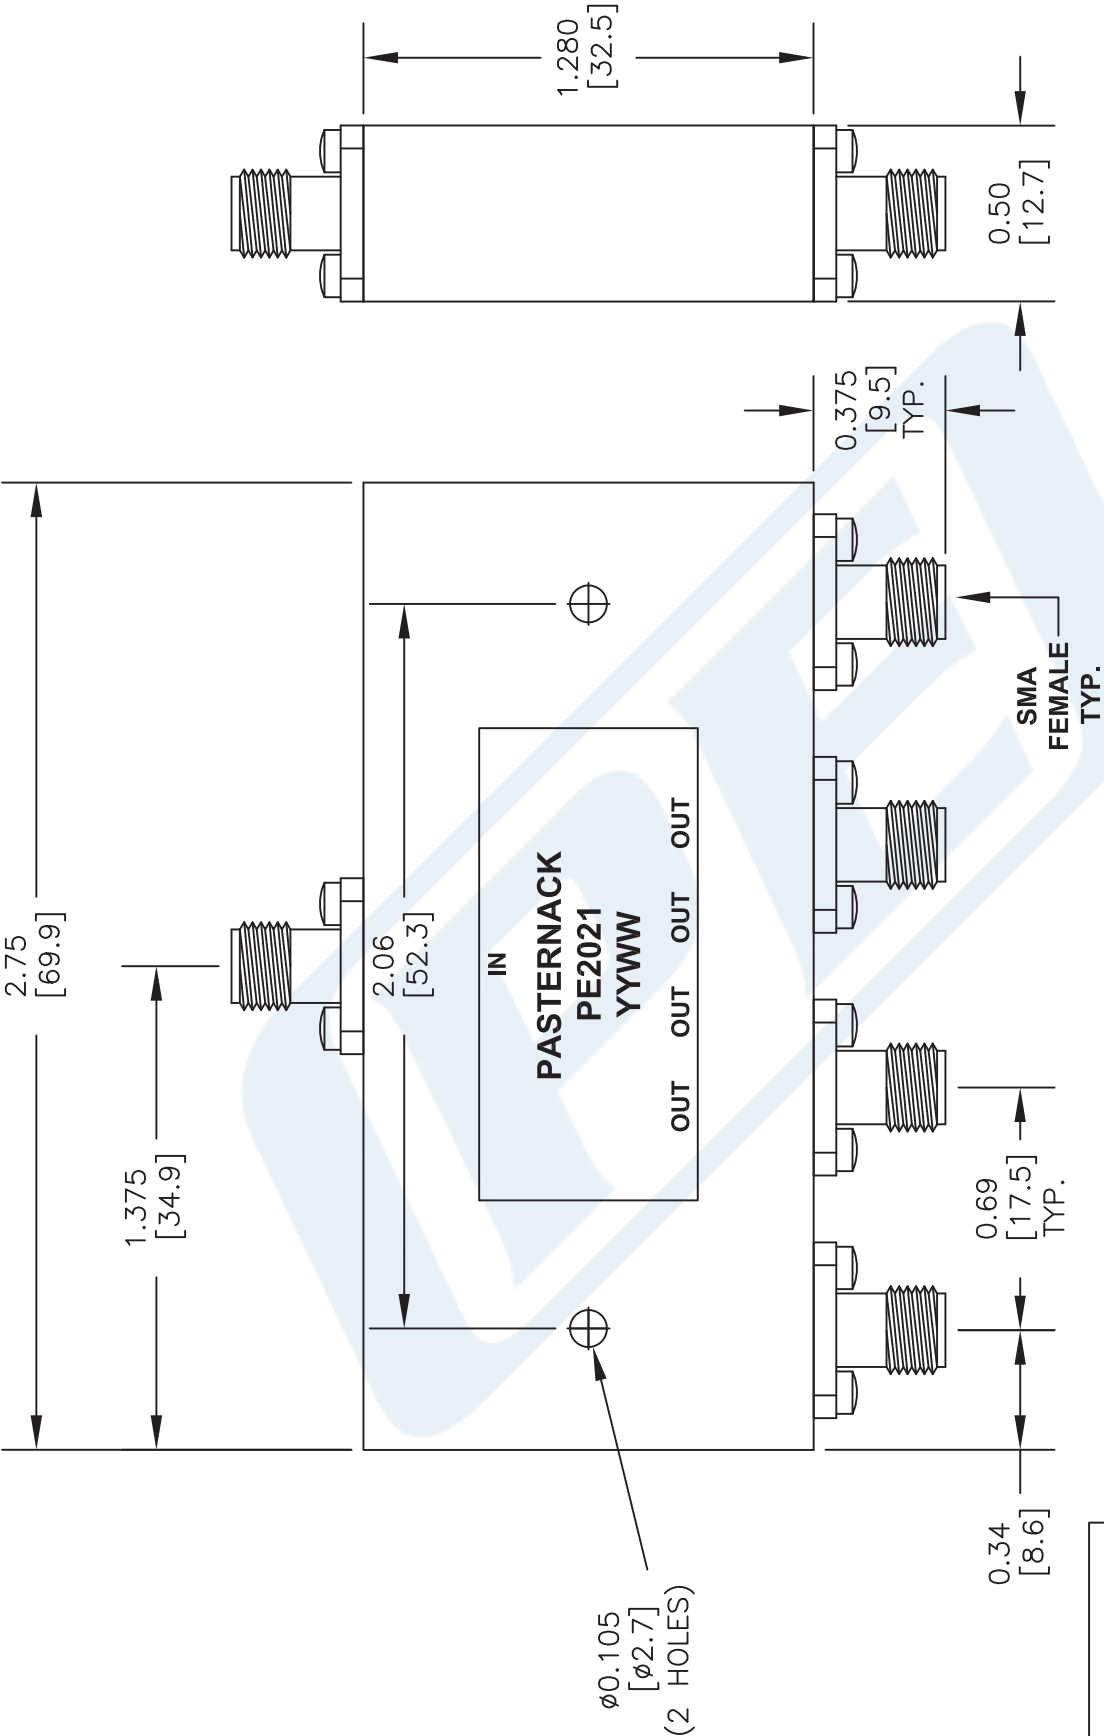 2.75
[69.9]
1.375
[34.9]
2.06
[52.3]
1.280
[32.5]
IN
PASTERNACK
PE2021
YYWW
OUT OUT OUT OUT
ø0.105
[ø2.7]
(2 HOLES)
0.375
[9.5]
TYP.
0.34
[8.6]
0.69
[17.5]
TYP.
SMA
FEMALE
TYP.
0.50
[12.7]
PE